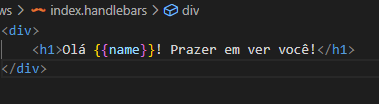 ws > index.handlebars > div
<div>
<h1>Olá {{name}}! Prazer em ver você!</h1>
</div>